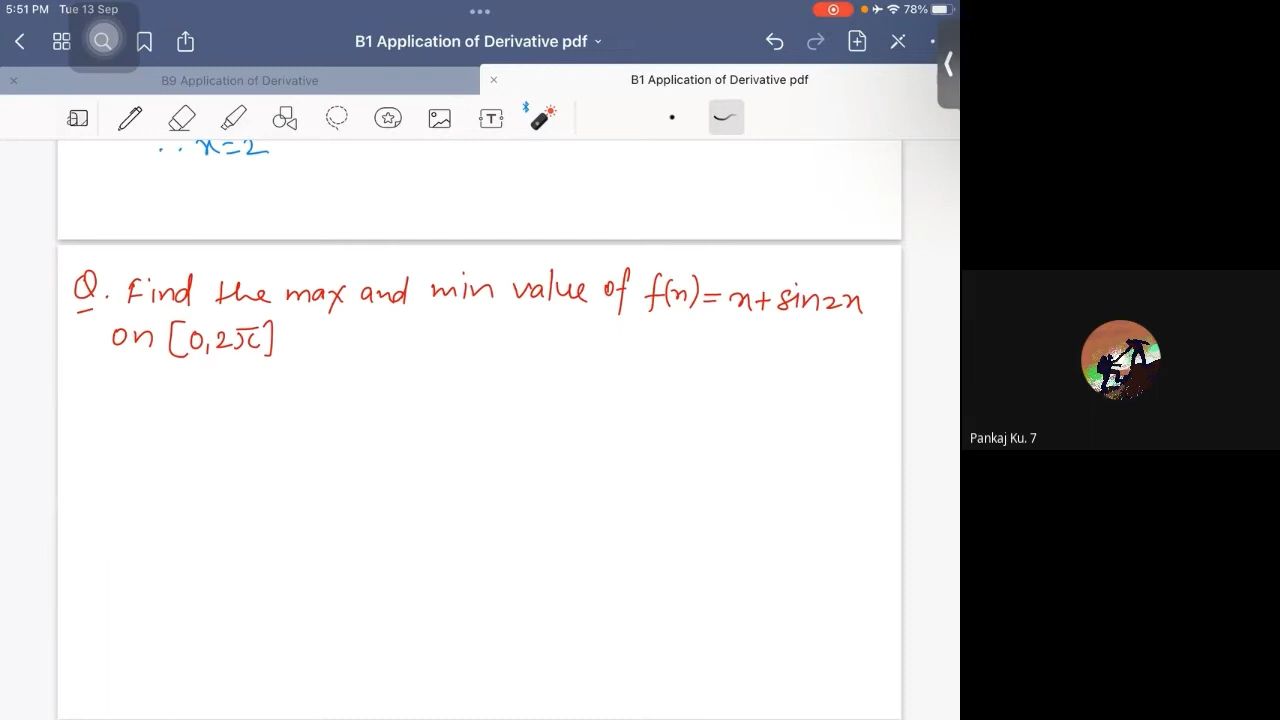 5:51 PM Tue 13 Sep
78%
B1 Application of Derivative pdf
B9 Application of Derivative
B1 Application of Derivative pdf
T
∴ x=2
Q. Find the max and min value of f(x)= x+sin2x
on [0,2π]
Pankaj Ku. 7